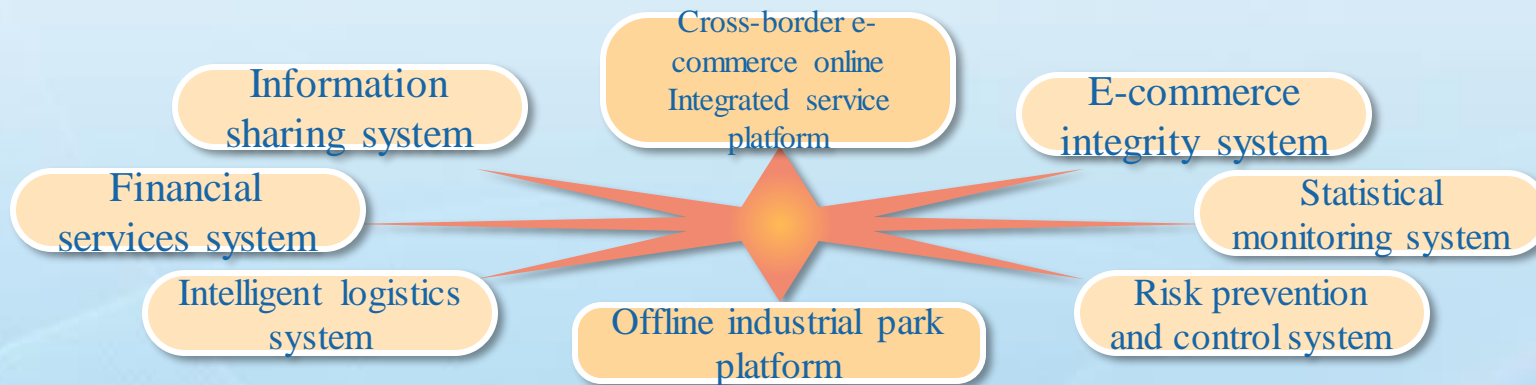 Cross-border e-
commerce online
Integrated service
platform
Information
sharing system
E-commerce
integrity system
Financial
services system
Statistical
monitoring system
Intelligent logistics
system
Risk prevention
and control system
Offline industrial park
platform